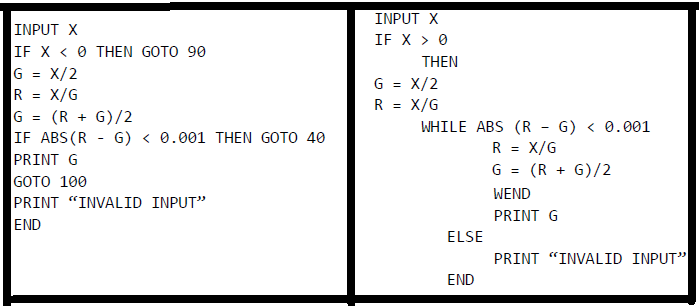 INPUT X
IF X < 0 THEN GOTO 90
G = X/2
R = X/G
G = (R + G)/2
IF ABS(R - G) < 0.001 THEN GOTO 40
PRINT G
GOTO 100
PRINT “INVALID INPUT”
END
INPUT X
IF X > 0
THEN
G = X/2
R = X/G
WHILE ABS (R – G) < 0.001
R = X/G
G = (R + G)/2
WEND
PRINT G
ELSE
PRINT “INVALID INPUT”
END